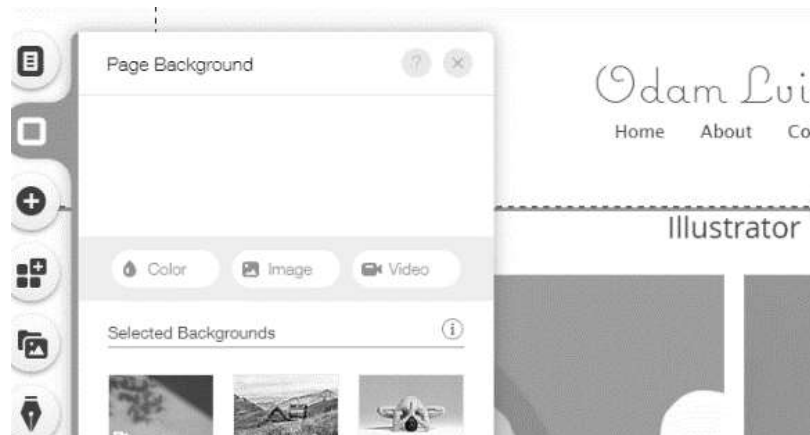 Page Background
?
Odam Lui
Home About Co
Illustrator
Color Image Video
Selected Backgrounds
i